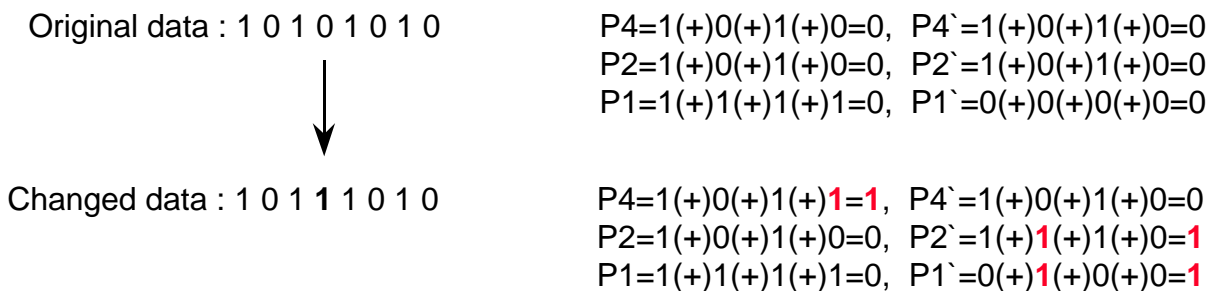 Original data : 1 0 1 0 1 0 1 0
P4=1(+)0(+)1(+)0=0, P4`=1(+)0(+)1(+)0=0
P2=1(+)0(+)1(+)0=0, P2`=1(+)0(+)1(+)0=0
P1=1(+)1(+)1(+)1=0, P1`=0(+)0(+)0(+)0=0
Changed data : 1 0 1 1 1 0 1 0
P4=1(+)0(+)1(+)1=1, P4`=1(+)0(+)1(+)0=0
P2=1(+)0(+)1(+)0=0, P2`=1(+)1(+)1(+)0=1
P1=1(+)1(+)1(+)1=0, P1`=0(+)1(+)0(+)0=1